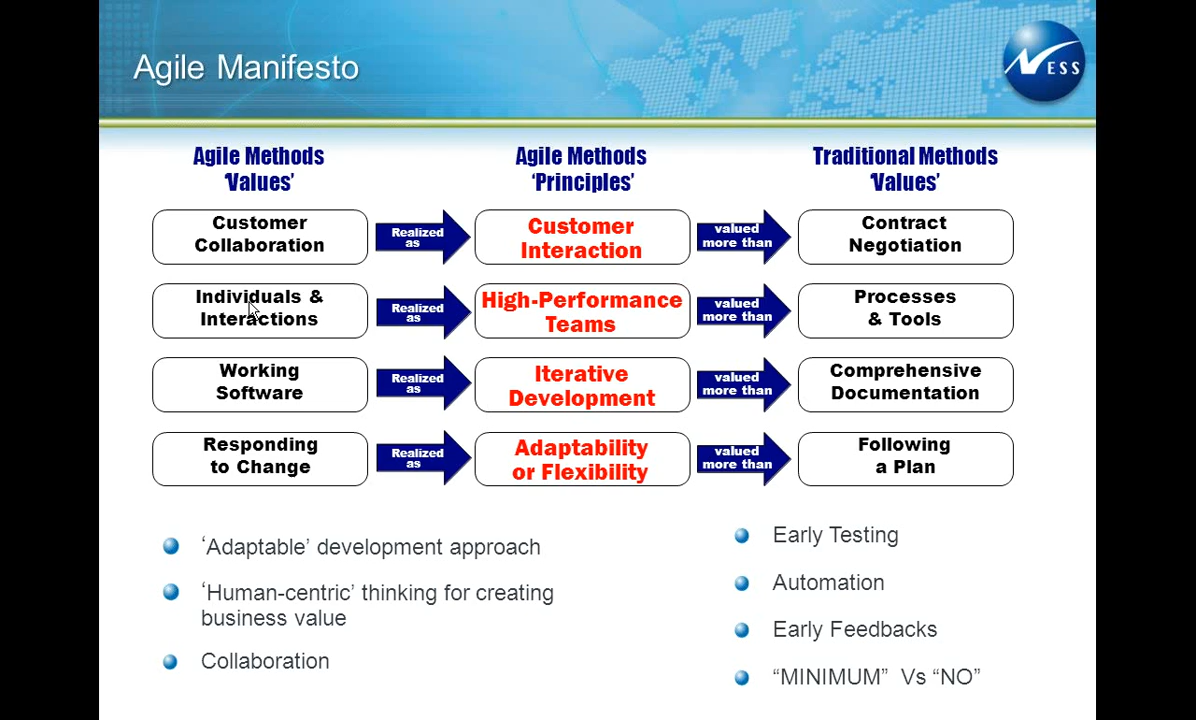 Agile Manifesto
NESS
Agile Methods
‘Values’
Agile Methods
‘Principles’
Traditional Methods
‘Values’
Customer
Collaboration
Realized
as
Customer
Interaction
valued
more than
Contract
Negotiation
Individuals &
Interactions
Realized
as
High-Performance
Teams
valued
more than
Processes
& Tools
Working
Software
Realized
as
Iterative
Development
valued
more than
Comprehensive
Documentation
Responding
to Change
Realized
as
Adaptability
or Flexibility
valued
more than
Following
a Plan
‘Adaptable’ development approach
‘Human-centric’ thinking for creating
business value
Collaboration
Early Testing
Automation
Early Feedbacks
“MINIMUM” Vs “NO”